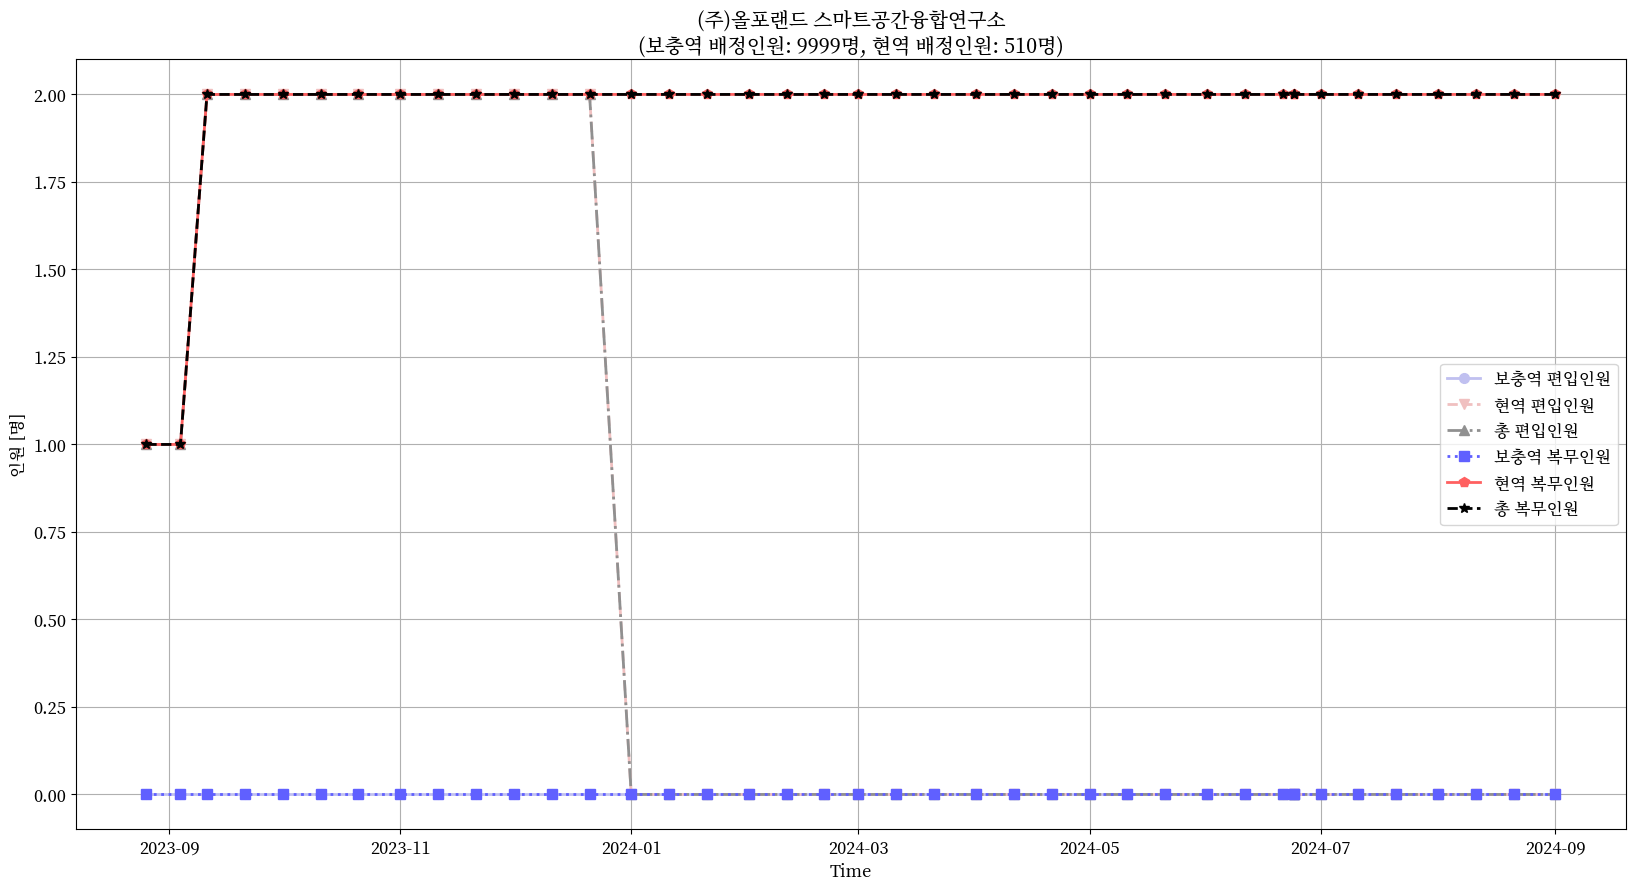 (주)올포랜드 스마트공간융합연구소
(보충역 배정인원: 9999명, 현역 배정인원: 510명)
인원 [명]
2.00
1.75
1.50
1.25
1.00
0.75
0.50
0.25
0.00
보충역 편입인원
현역 편입인원
총 편입인원
보충역 복무인원
현역 복무인원
총 복무인원
2023-09 2023-11 2024-01 2024-03 2024-05 2024-07 2024-09
Time